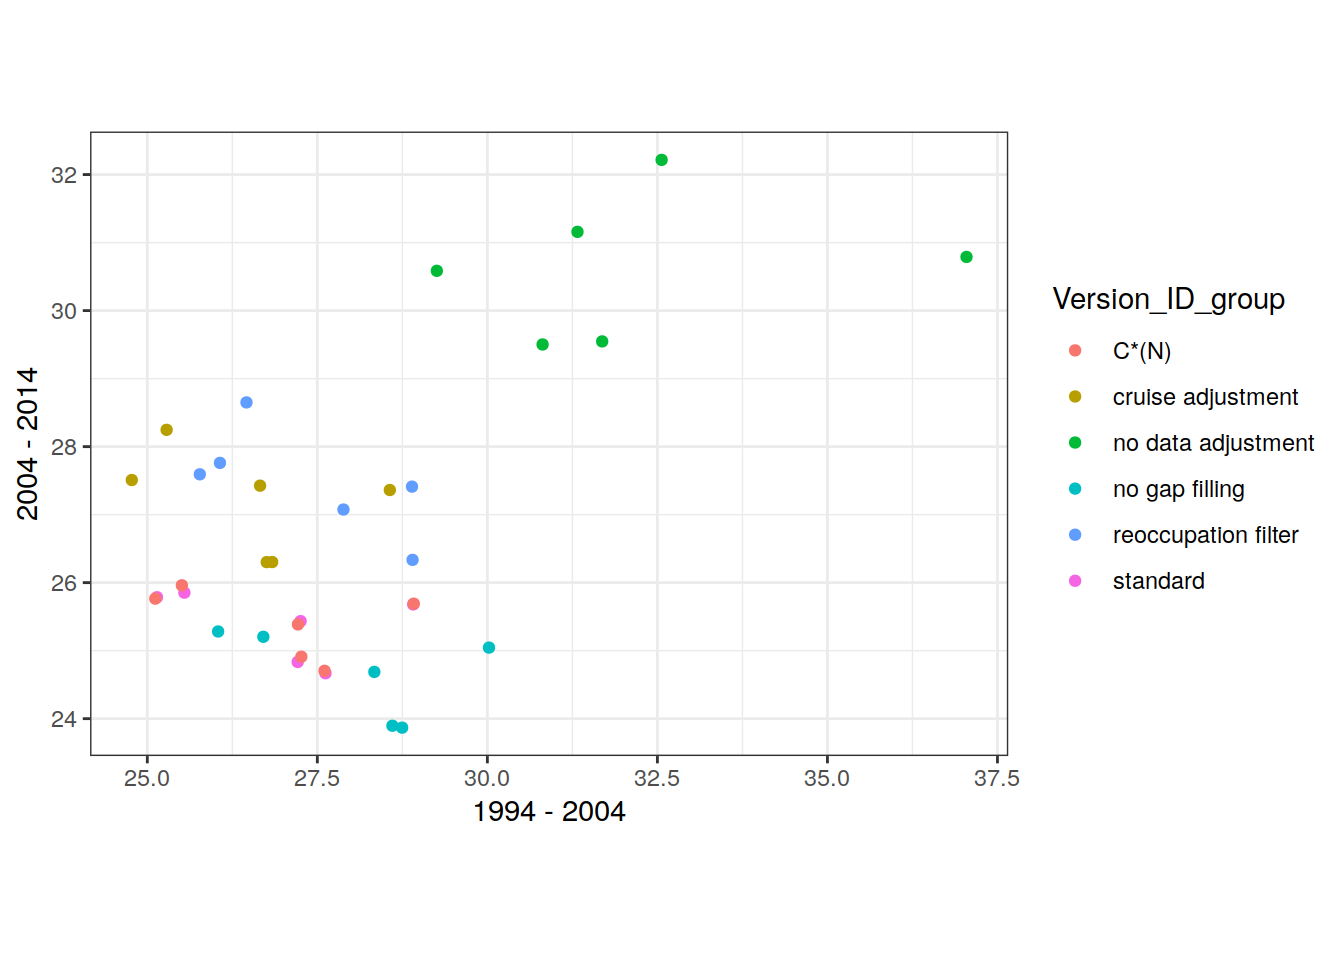 32
30
28
26
24
2004 - 2014
25.0
27.5
30.0
32.5
35.0
37.5
1994 - 2004
Version_ID_group
C*(N)
cruise adjustment
no data adjustment
no gap filling
reoccupation filter
standard